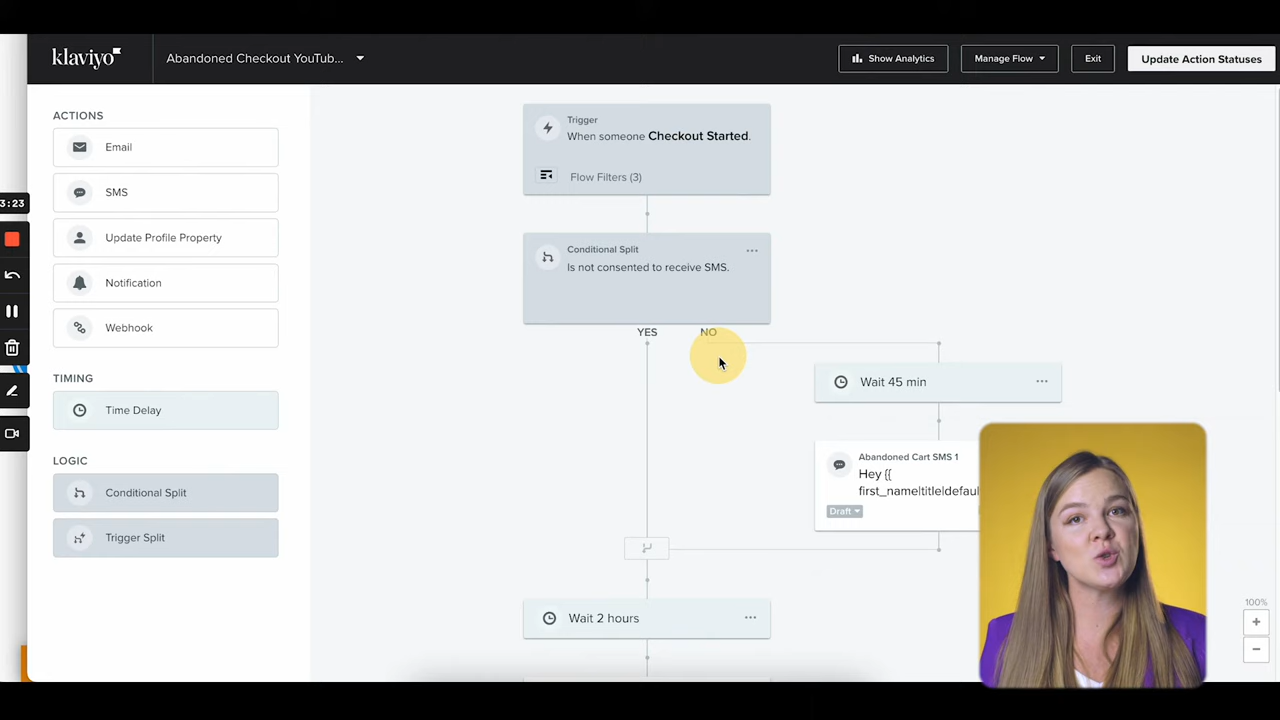 klaviyo
Abandoned Checkout YouTub...
Show Analytics
Manage Flow
Exit
Update Action Statuses
ACTIONS
Email
SMS
Update Profile Property
Notification
Webhook
TIMING
Time Delay
LOGIC
Conditional Split
Trigger Split
3:23
Trigger
When someone Checkout Started.
Flow Filters (3)
Conditional Split
Is not consented to receive SMS.
YES
NO
Wait 45 min
Abandoned Cart SMS 1
Hey {{
first_name|title|defaul
Draft
Wait 2 hours
100%